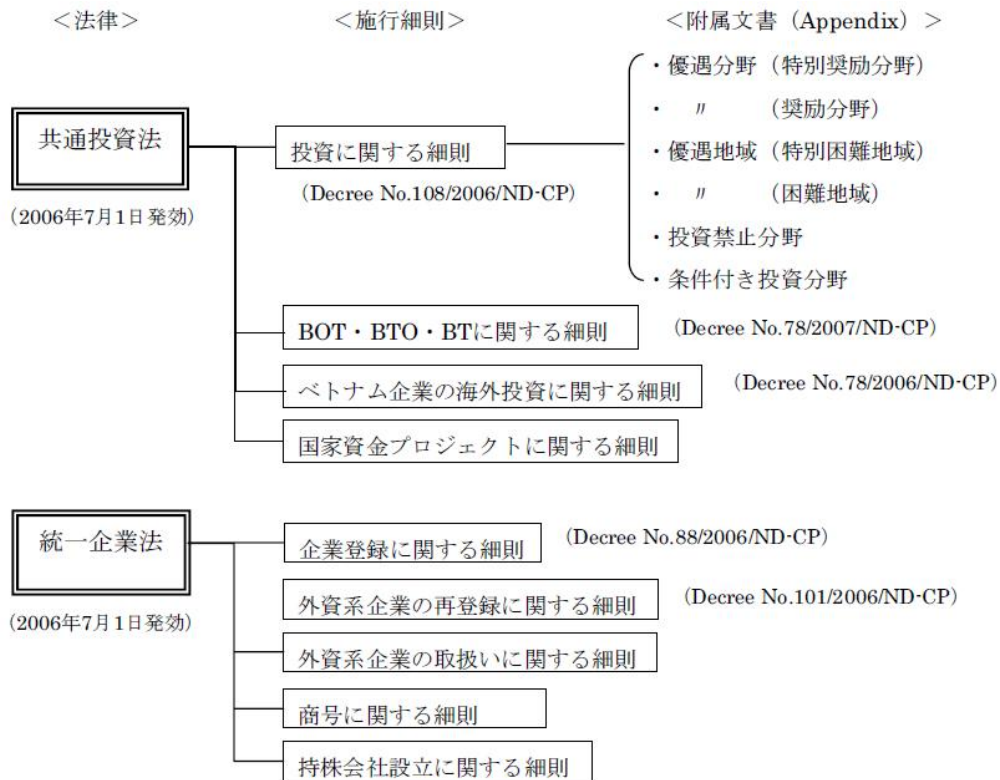 ＜法律＞ ＜施行細則＞ ＜附属文書（Appendix）＞
・優遇分野（特別奨励分野）
・　〃　　（奨励分野）
共通投資法 投資に関する細則 ・優遇地域（特別困難地域）
(Decree No.108/2006/ND-CP) ・　〃　　（困難地域）
（2006年7月1日発効）
・投資禁止分野
・条件付き投資分野
BOT・BTO・BTに関する細則 (Decree No.78/2007/ND-CP)
ベトナム企業の海外投資に関する細則 (Decree No.78/2006/ND-CP)
国家資金プロジェクトに関する細則
統一企業法 企業登録に関する細則 (Decree No.88/2006/ND-CP)
外資系企業の再登録に関する細則 (Decree No.101/2006/ND-CP)
（2006年7月1日発効）
外資系企業の取扱いに関する細則
商号に関する細則
持株会社設立に関する細則